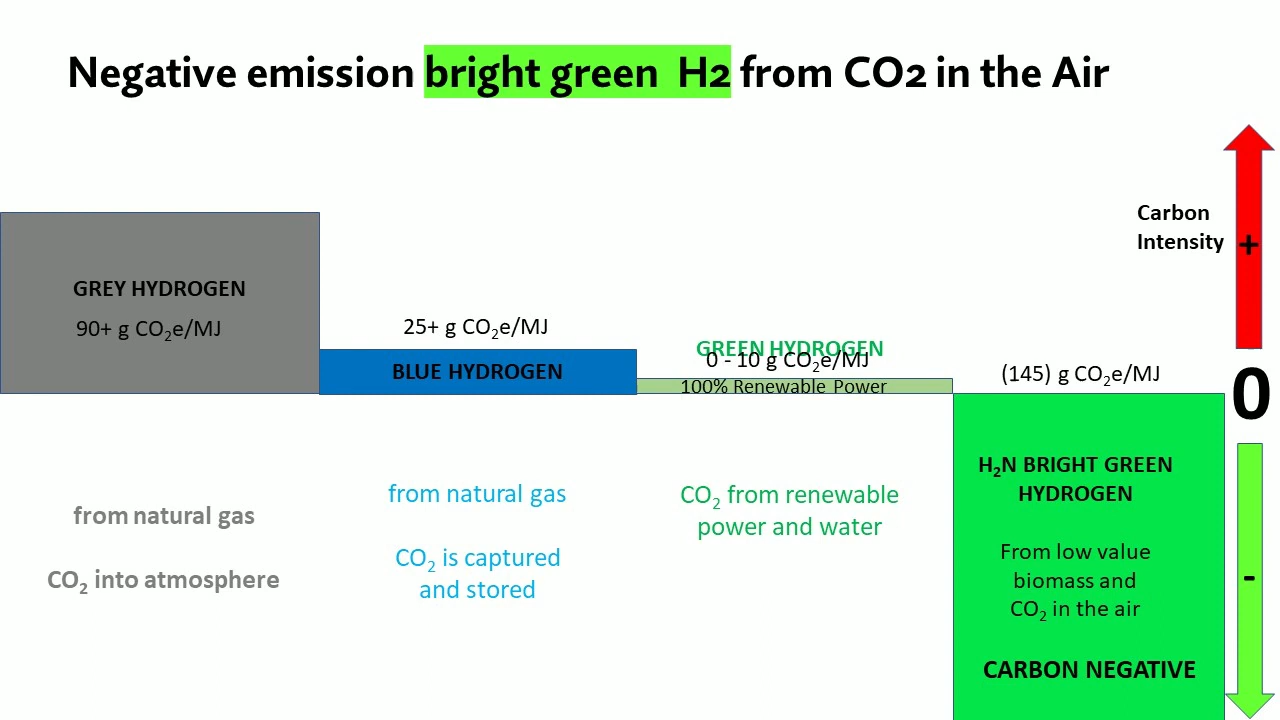 Negative emission bright green H2 from CO2 in the Air
Carbon
Intensity
+
GREY HYDROGEN
90+ g CO₂e/MJ
25+ g CO₂e/MJ
BLUE HYDROGEN
GREEN HYDROGEN
0 - 10 g CO₂e/MJ
100% Renewable Power
(145) g CO₂e/MJ
0
from natural gas
CO₂ into atmosphere
from natural gas
CO₂ is captured
and stored
CO₂ from renewable
power and water
H₂N BRIGHT GREEN
HYDROGEN
From low value
biomass and
CO₂ in the air
CARBON NEGATIVE
-